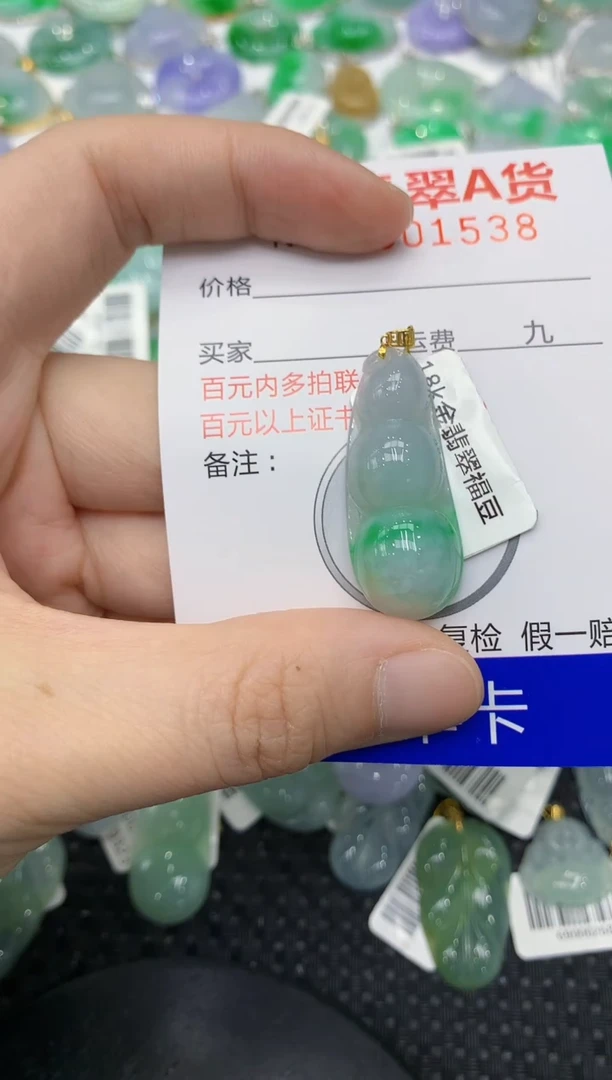 翠A货
01538
价格
买家 运费 九
百元内多拍联
百元以上证书
18k金翡翠福豆
备注：
复检 假一赔
卡